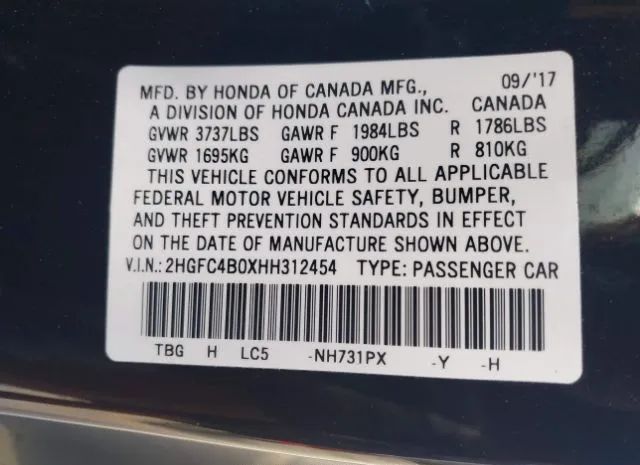 MFD. BY HONDA OF CANADA MFG., 09/'17
A DIVISION OF HONDA CANADA INC. CANADA
GVWR 3737LBS GAWR F 1984LBS R 1786LBS
GVWR 1695KG GAWR F 900KG R 810KG
THIS VEHICLE CONFORMS TO ALL APPLICABLE
FEDERAL MOTOR VEHICLE SAFETY, BUMPER,
AND THEFT PREVENTION STANDARDS IN EFFECT
ON THE DATE OF MANUFACTURE SHOWN ABOVE.
V.I.N.: 2HGFC4B0XHH312454 TYPE: PASSENGER CAR
TBG H LC5 -NH731PX -Y -H